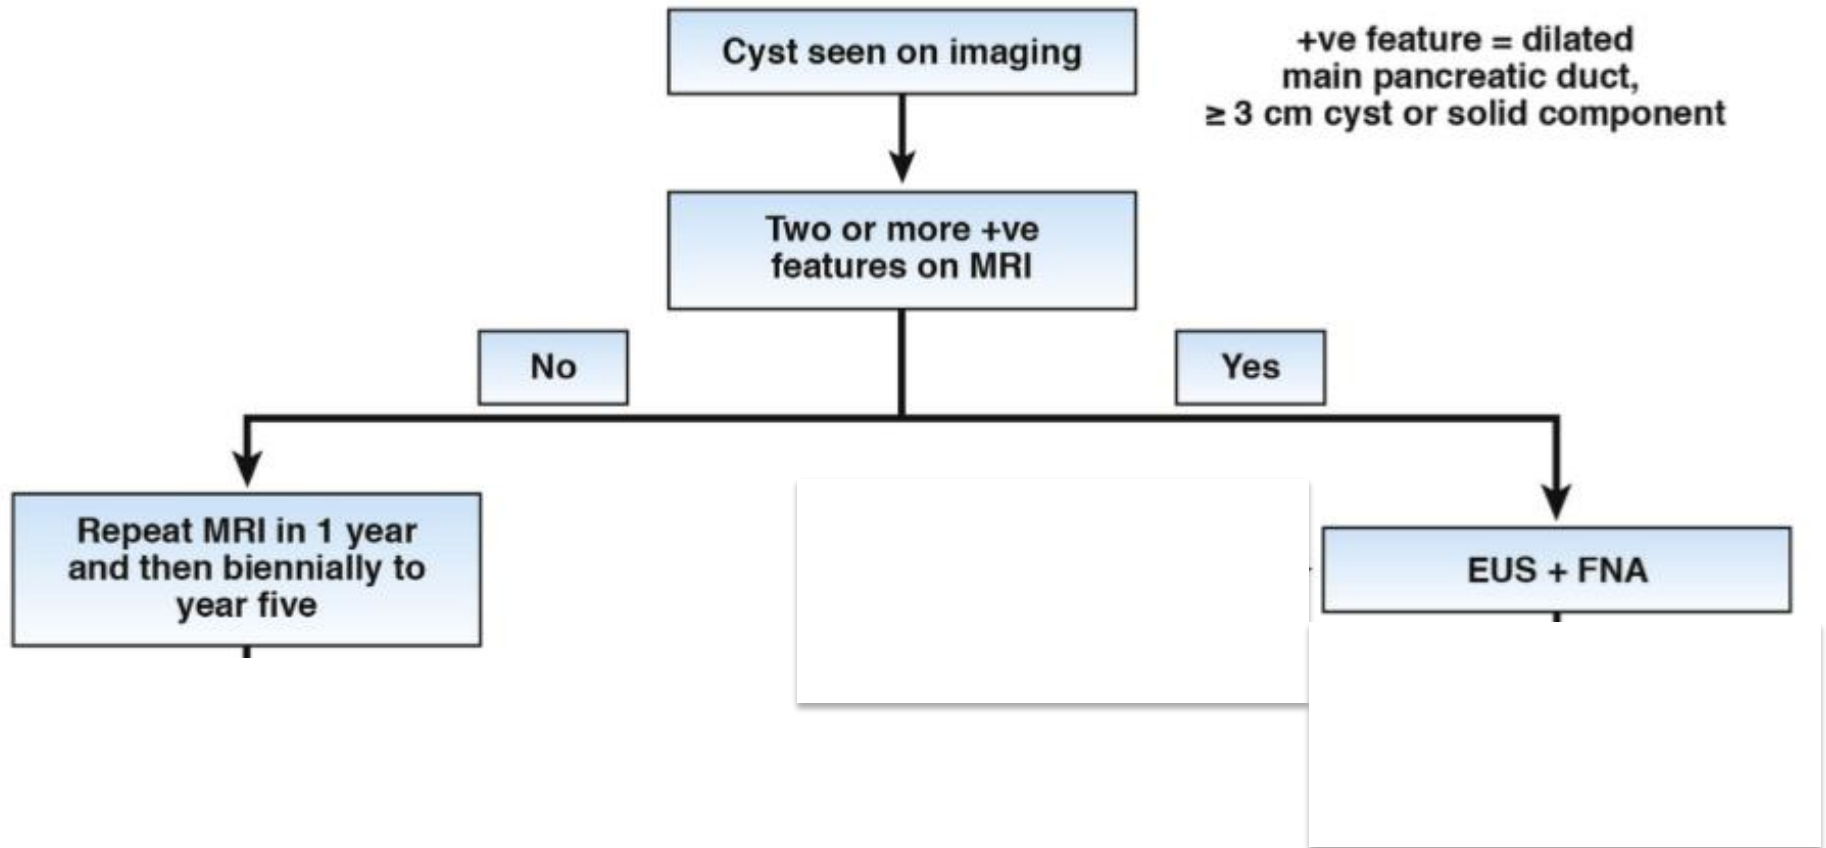 Cyst seen on imaging
+ve feature = dilated
main pancreatic duct,
≥ 3 cm cyst or solid component
Two or more +ve
features on MRI
No
Yes
Repeat MRI in 1 year
and then biennially to
year five
EUS + FNA